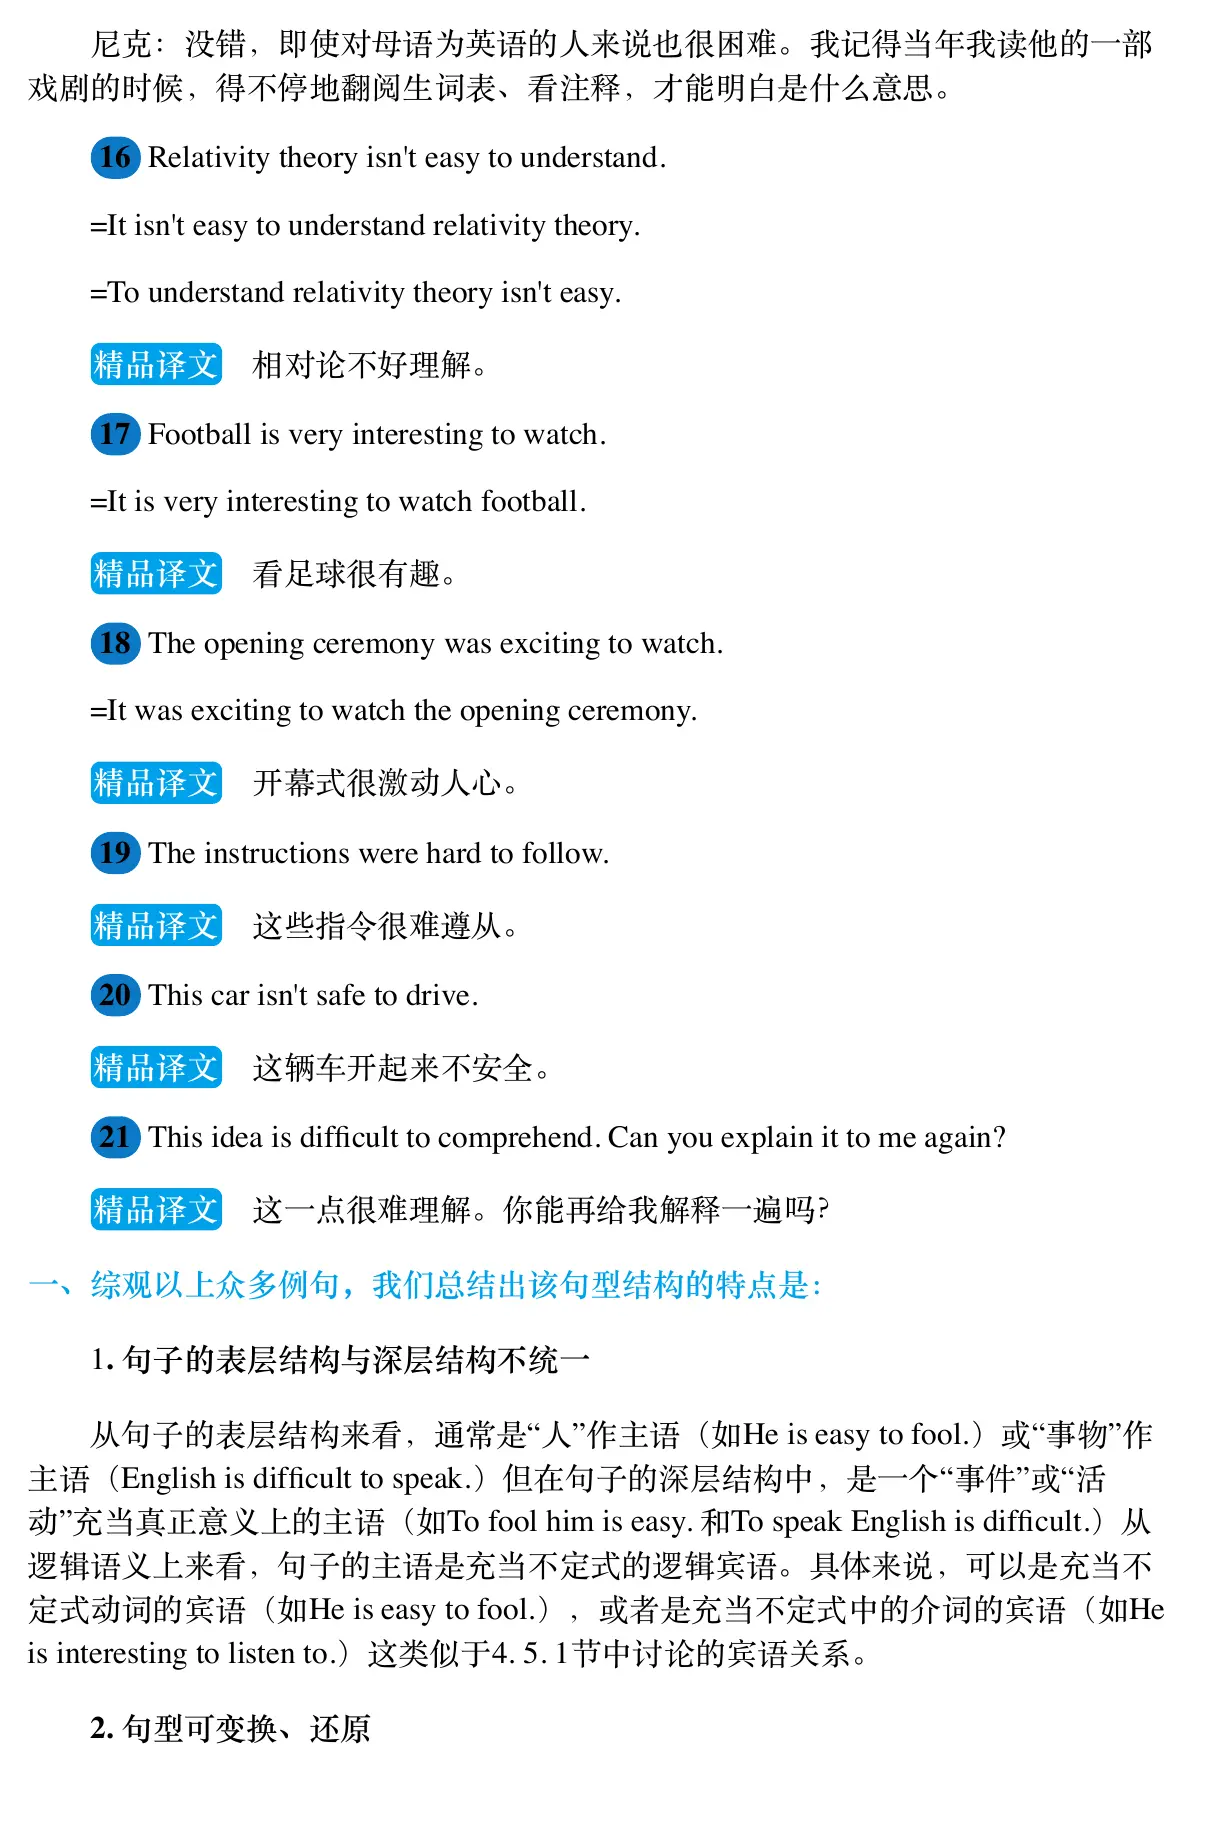 尼克：没错，即使对母语为英语的人来说也很困难。我记得当年我读他的一部
戏剧的时候，得不停地翻阅生词表、看注释，才能明白是什么意思。
16 Relativity theory isn't easy to understand.
=It isn't easy to understand relativity theory.
=To understand relativity theory isn't easy.
精品译文 相对论不好理解。
17 Football is very interesting to watch.
=It is very interesting to watch football.
精品译文 看足球很有趣。
18 The opening ceremony was exciting to watch.
=It was exciting to watch the opening ceremony.
精品译文 开幕式很激动人心。
19 The instructions were hard to follow.
精品译文 这些指令很难遵从。
20 This car isn't safe to drive.
精品译文 这辆车开起来不安全。
21 This idea is difficult to comprehend. Can you explain it to me again?
精品译文 这一点很难理解。你能再给我解释一遍吗？
一、综观以上众多例句，我们总结出该句型结构的特点是：
1. 句子的表层结构与深层结构不统一
从句子的表层结构来看，通常是“人”作主语（如He is easy to fool.）或“事物”作
主语（English is difficult to speak.）但在句子的深层结构中，是一个“事件”或“活
动”充当真正意义上的主语（如To fool him is easy. 和To speak English is difficult.）从
逻辑语义上来看，句子的主语是充当不定式的逻辑宾语。具体来说，可以是充当不
定式动词的宾语（如He is easy to fool.），或者是充当不定式中的介词的宾语（如He
is interesting to listen to.）这类似于4. 5. 1节中讨论的宾语关系。
2. 句型可变换、还原